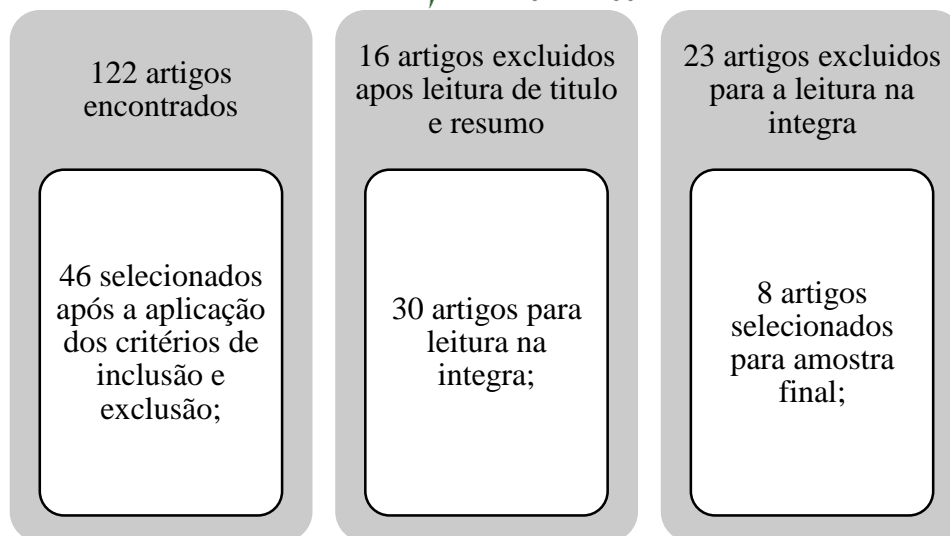 122 artigos
encontrados
46 selecionados
após a aplicação
dos critérios de
inclusão e
exclusão;
16 artigos excluidos
apos leitura de titulo
e resumo
30 artigos para
leitura na
integra;
23 artigos excluidos
para a leitura na
integra
8 artigos
selecionados
para amostra
final;